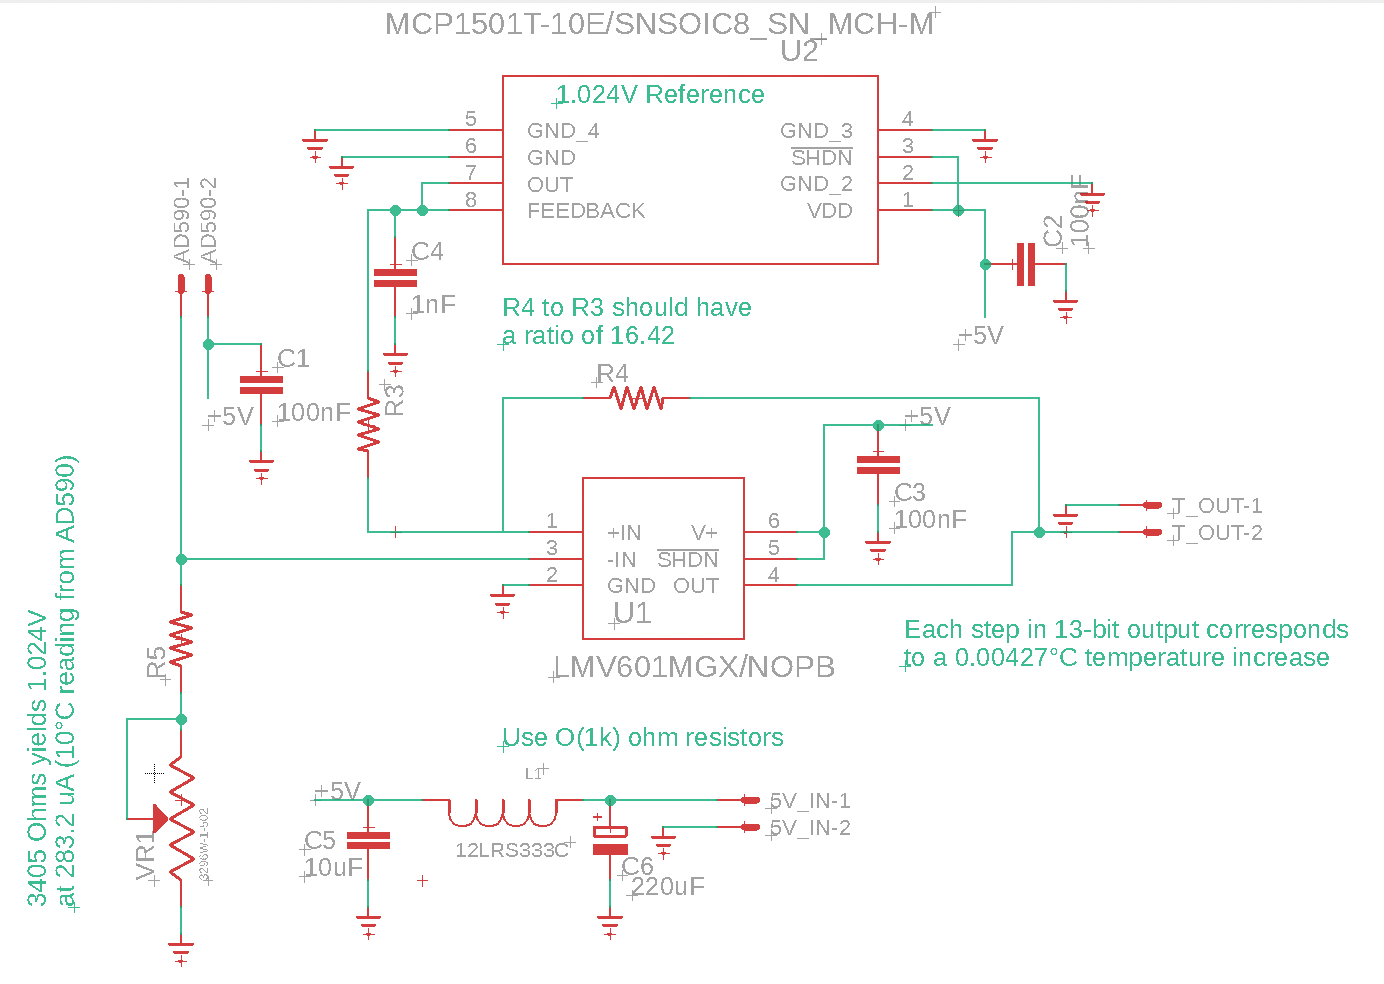 MCP1501T-10E/SNSOIC8_SN_MCH-M
U2
1.024V Reference
5
GND_4
GND_3
4
6
GND
SHDN
3
7
OUT
GND_2
2
8
FEEDBACK
VDD
1
AD590-1
AD590-2
C4
1nF
C2
100nF
+5V
R4 to R3 should have
a ratio of 16.42
C1
100nF
+5V
R3
R4
+5V
C3
100nF
1
+IN
V+
6
3
-IN
SHDN
5
2
GND
OUT
4
U1
LMV601MGX/NOPB
T_OUT-1
T_OUT-2
Each step in 13-bit output corresponds
to a 0.00427°C temperature increase
R5
3405 Ohms yields 1.024V
at 283.2 uA (10°C reading from AD590)
VR1
3296W-1-502
Use O(1k) ohm resistors
L1
+5V
12LRS333C
C5
10uF
C6
220uF
5V_IN-1
5V_IN-2